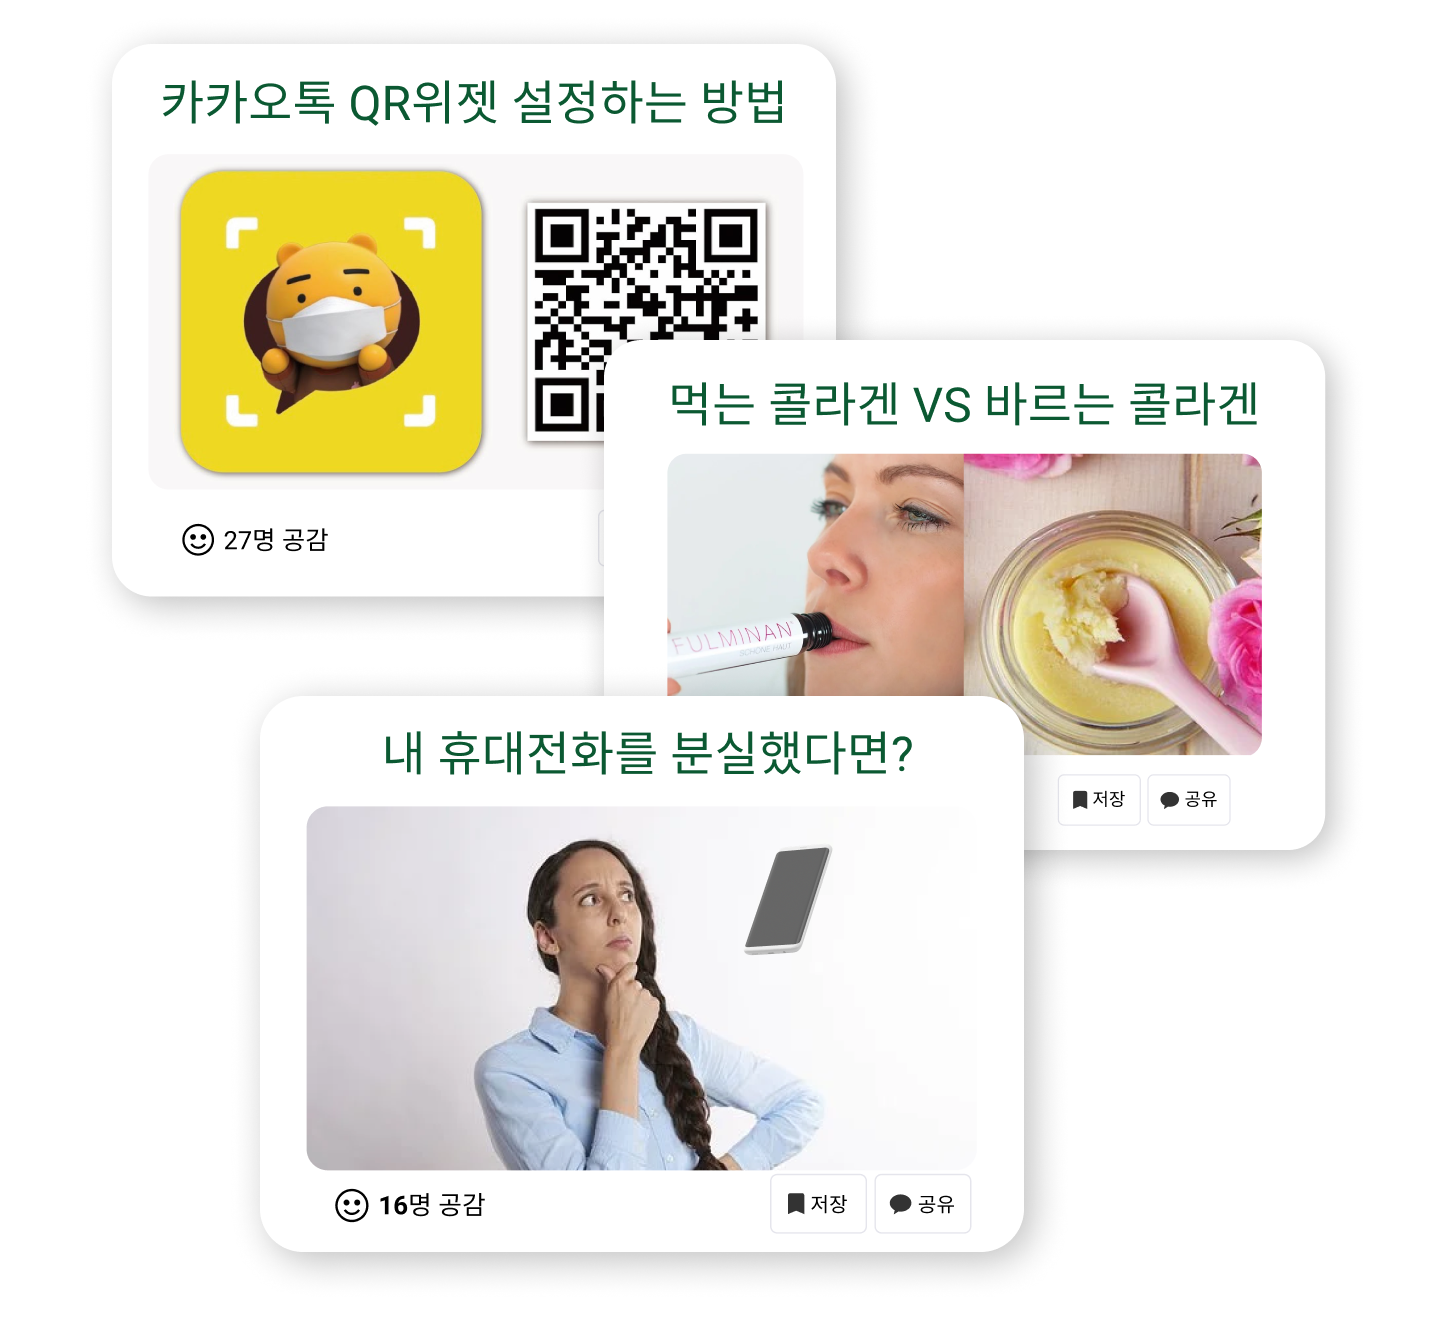 카카오톡 QR위젯 설정하는 방법
27명 공감
먹는 콜라겐 VS 바르는 콜라겐
FULMINAN
SCHÖNE HAUT
저장
공유
내 휴대전화를 분실했다면?
16명 공감
저장
공유